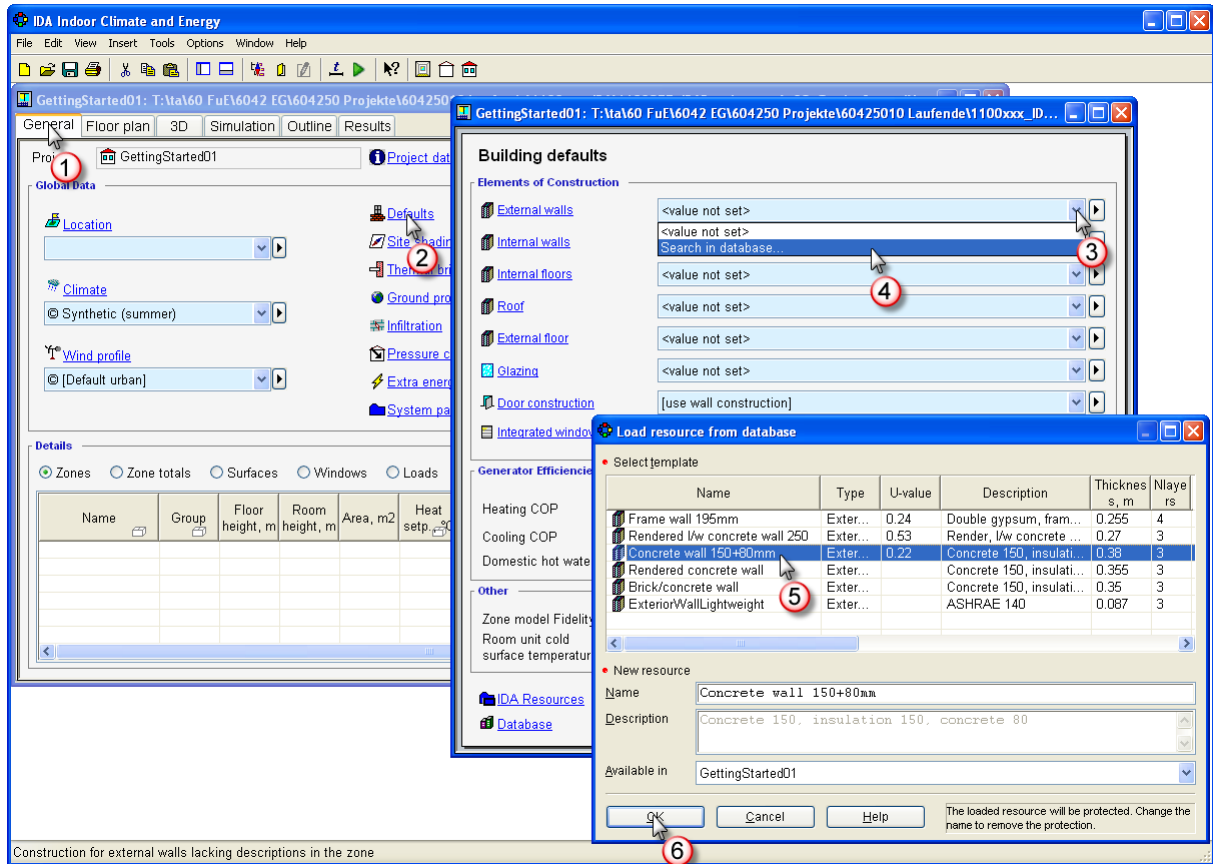 IDA Indoor Climate and Energy
File Edit View Insert Tools Options Window Help
GettingStarted01: T:\ta\60 FuE\6042 EG\604250 Projekte\604250
General Floor plan 3D Simulation Outline Results
1
GettingStarted01 Project dat
Global Data
Location
Defaults
Site shadin
2
Climate
© Synthetic (summer)
Ground pro
Infiltration
Wind profile
© [Default urban]
Pressure c
Extra ener
System pa
Details
Zones Zone totals Surfaces Windows Loads
Name Group Floor height, m Room height, m Area, m2 Heat setp., °C
GettingStarted01: T:\ta\60 FuE\6042 EG\604250 Projekte\60425010 Laufende\1100xxx_ID...
Building defaults
Elements of Construction
External walls <value not set>
<value not set>
Internal walls Search in database...
3
Internal floors <value not set>
4
Roof <value not set>
External floor <value not set>
Glazing <value not set>
Door construction [use wall construction]
Integrated window
Generator Efficiencie
Heating COP
Cooling COP
Domestic hot wate
Other
Zone model Fidelity
Room unit cold
surface temperatur
IDA Resources
Database
Load resource from database
Select template
Name Type U-value Description Thicknes s, m Nlaye rs
Frame wall 195mm Exter... 0.24 Double gypsum, fram... 0.255 4
Rendered l/w concrete wall 250 Exter... 0.53 Render, l/w concrete ... 0.27 3
Concrete wall 150+80mm Exter... 0.22 Concrete 150, insulati... 0.38 3
Rendered concrete wall Exter... Concrete 150, insulati... 0.355 3
Brick/concrete wall Exter... Concrete 150, insulati... 0.35 3
5
ExteriorWallLightweight Exter... ASHRAE 140 0.087 3
New resource
Name Concrete wall 150+80mm
Description Concrete 150, insulation 150, concrete 80
Available in GettingStarted01
OK Cancel Help
The loaded resource will be protected. Change the
name to remove the protection.
6
Construction for external walls lacking descriptions in the zone